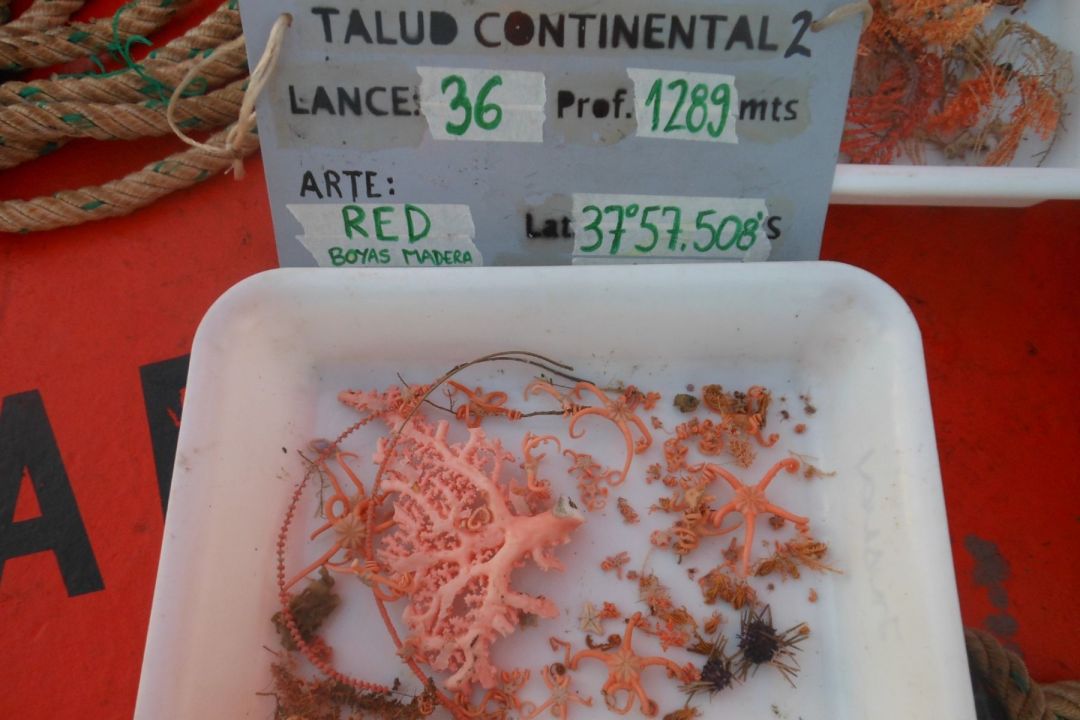 TALUD CONTINENTAL 2
LANCE: 36 Prof. 1289 mts
ARTE:
RED Lat 37°57.508'S
BOYAS MADERA
A